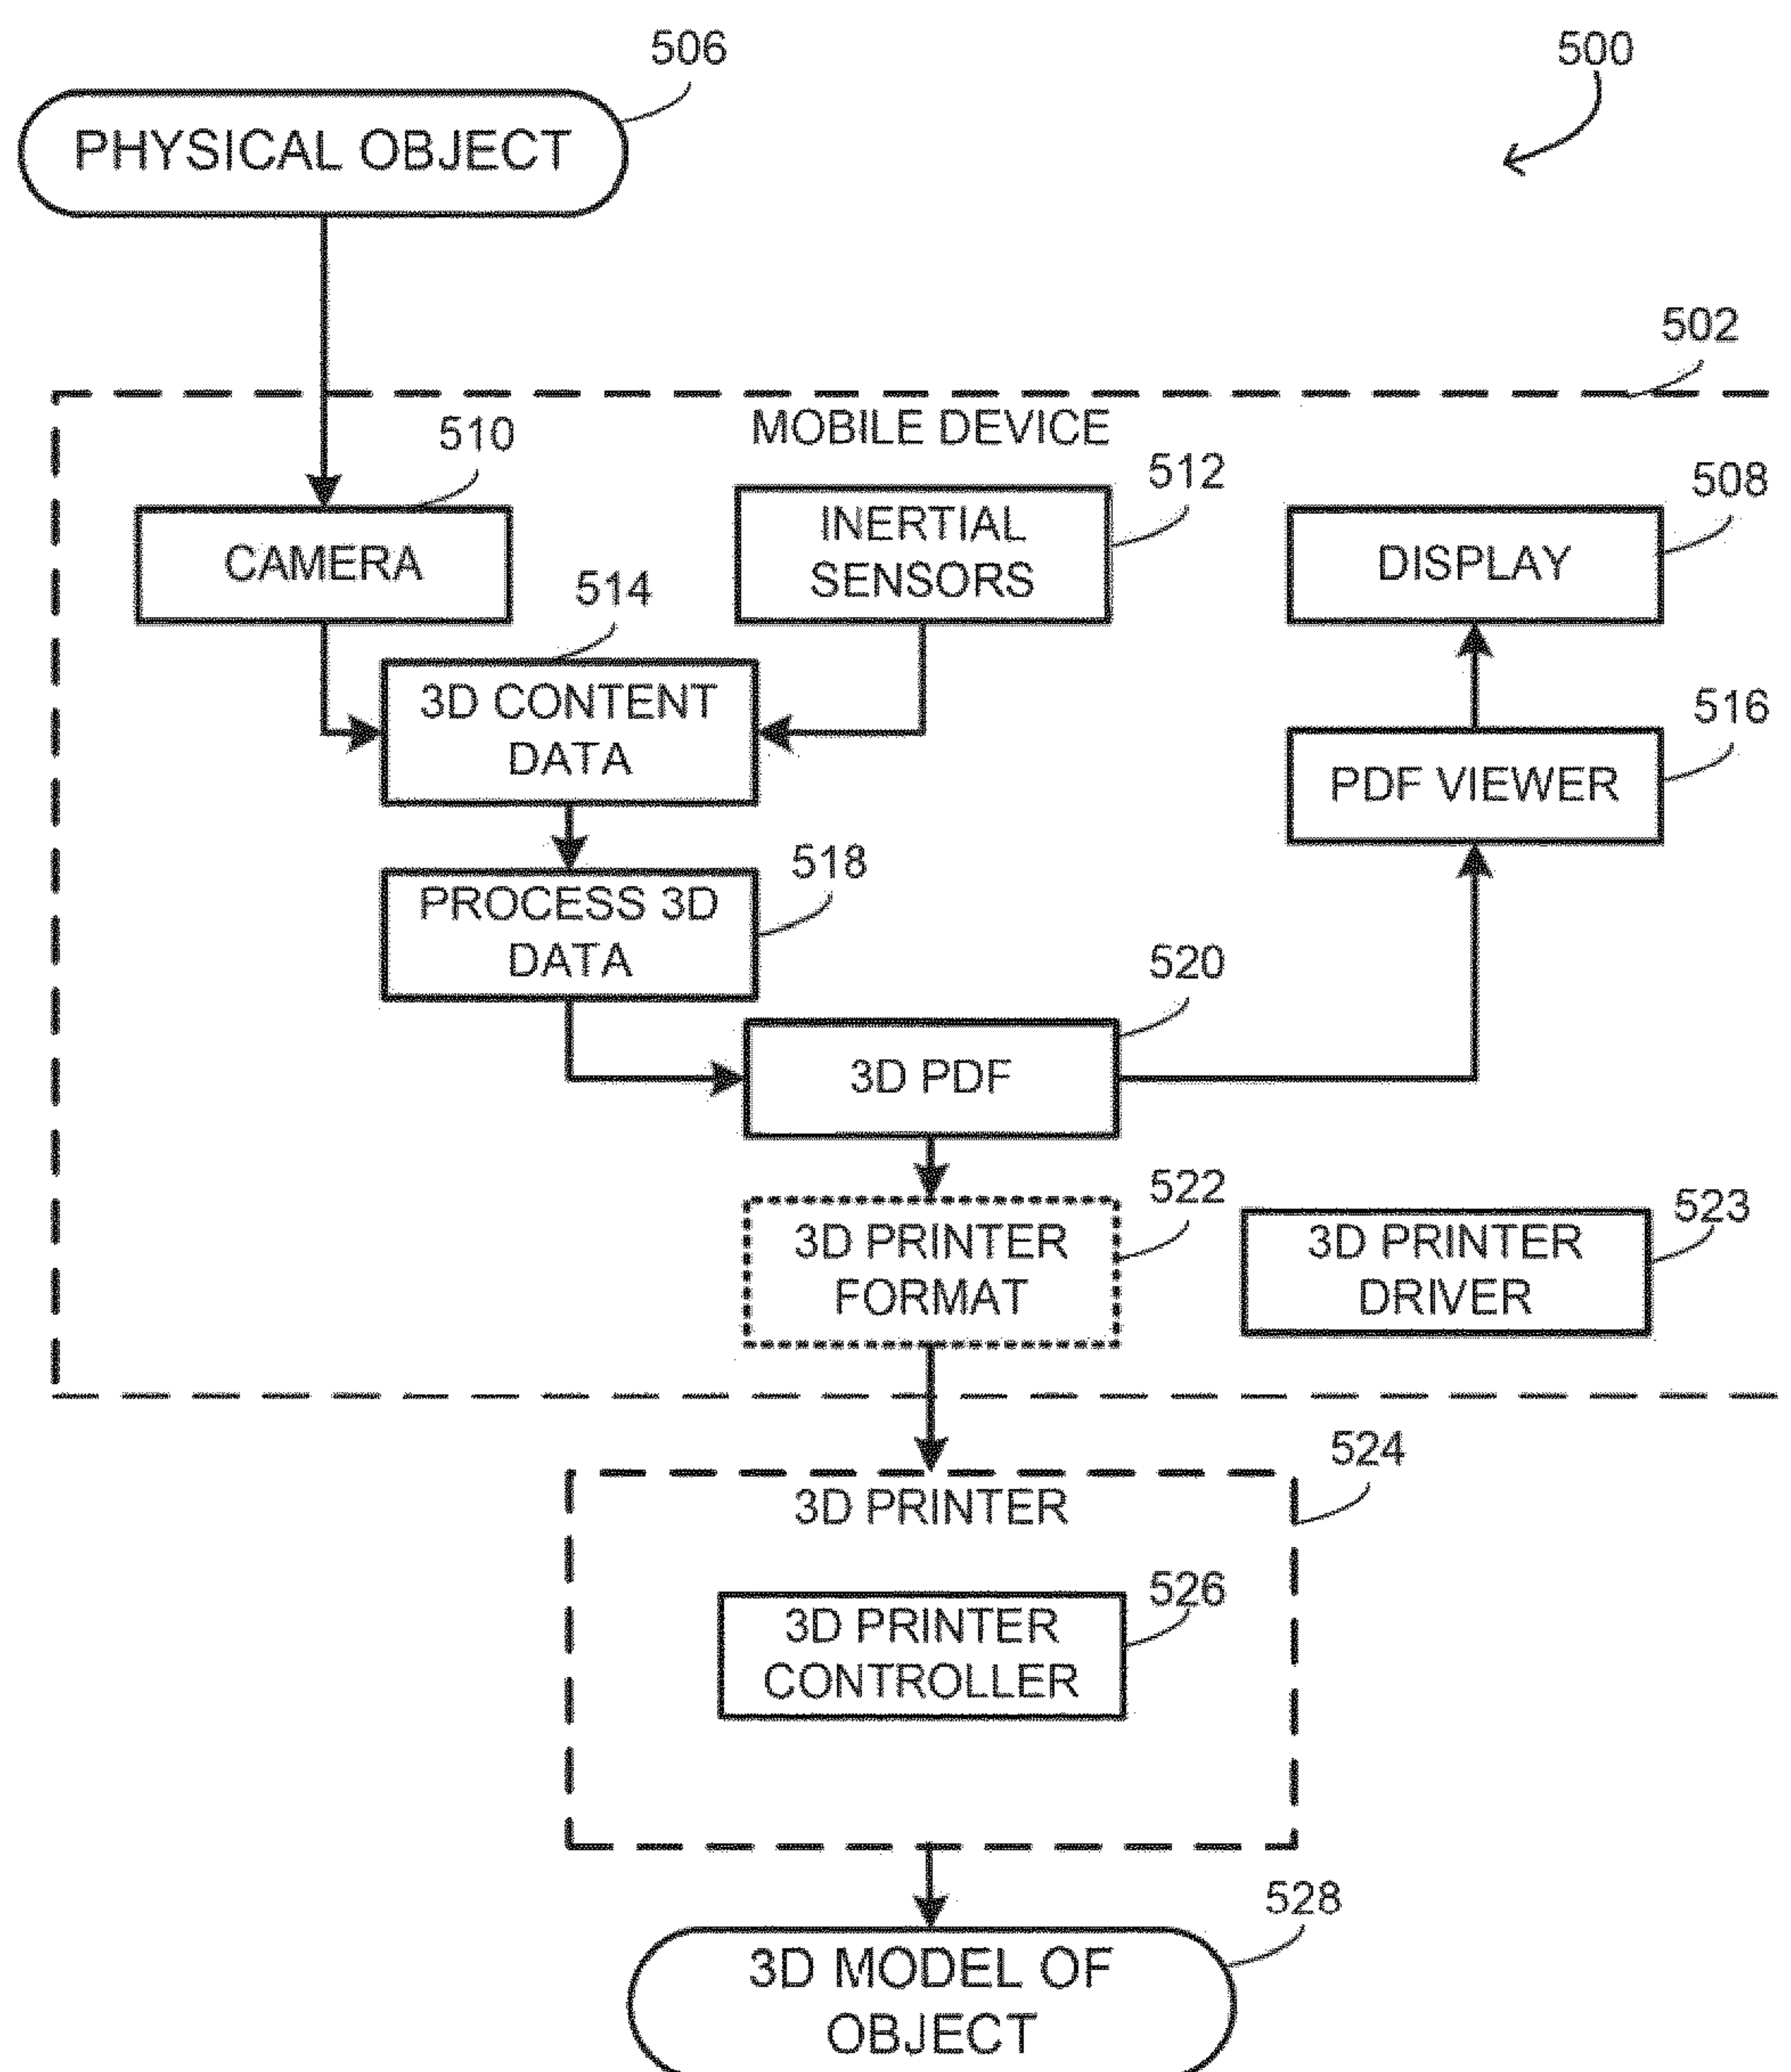 506
500
PHYSICAL OBJECT
502
MOBILE DEVICE
510
512
508
CAMERA
INERTIAL
SENSORS
DISPLAY
514
3D CONTENT
DATA
516
PDF VIEWER
518
PROCESS 3D
DATA
520
3D PDF
522
3D PRINTER
FORMAT
523
3D PRINTER
DRIVER
524
3D PRINTER
526
3D PRINTER
CONTROLLER
528
3D MODEL OF
OBJECT